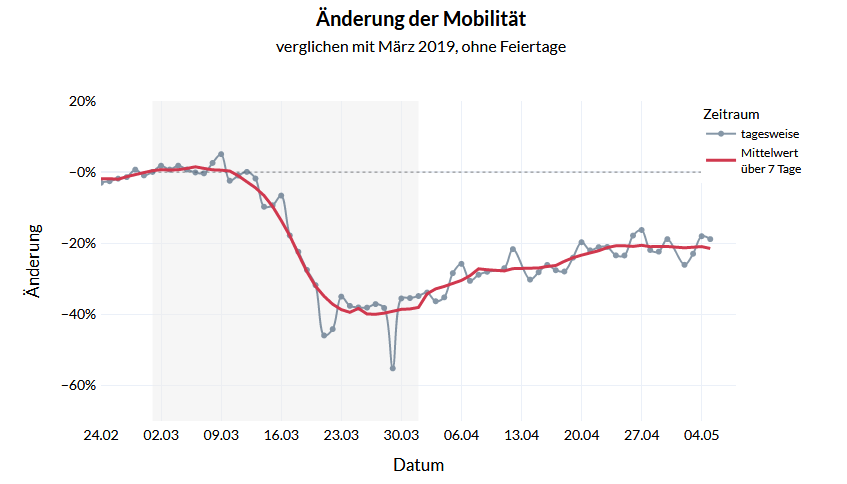 Änderung der Mobilität
verglichen mit März 2019, ohne Feiertage
Zeitraum
tagesweise
Mittelwert
über 7 Tage
Änderung
20%
−0%
−20%
−40%
−60%
24.02 02.03 09.03 16.03 23.03 30.03 06.04 13.04 20.04 27.04 04.05
Datum